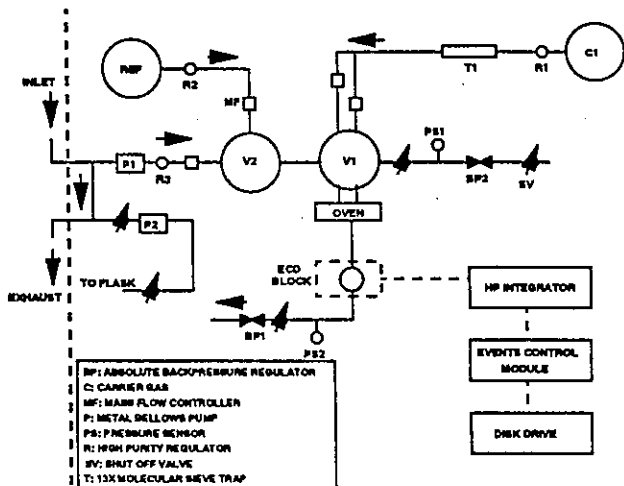 REF
R2
MF
INLET
P1
R3
V2
V1
T1
R1
C1
PS1
BP2
SV
OVEN
P2
TO FLASK
EXHAUST
ECD
BLOCK
BP1
PS2
HP INTEGRATOR
EVENTS CONTROL
MODULE
DISK DRIVE
BP: ABSOLUTE BACKPRESSURE REGULATOR
C: CARRIER GAS
MF: MASS FLOW CONTROLLER
P: METAL BELLOWS PUMP
PS: PRESSURE SENSOR
R: HIGH PURITY REGULATOR
SV: SHUT OFF VALVE
T: 13X MOLECULAR SIEVE TRAP